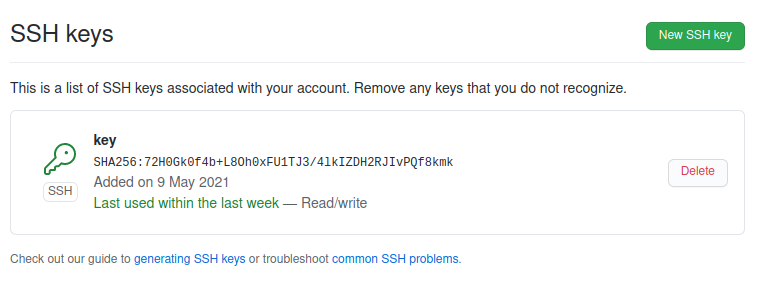 SSH keys
New SSH key
This is a list of SSH keys associated with your account. Remove any keys that you do not recognize.
key
SHA256:72H0Gk0f4b+L8Oh0xFU1TJ3/4lkIZDH2RJIvPQf8kmk
Added on 9 May 2021
Last used within the last week — Read/write
SSH
Delete
Check out our guide to generating SSH keys or troubleshoot common SSH problems.